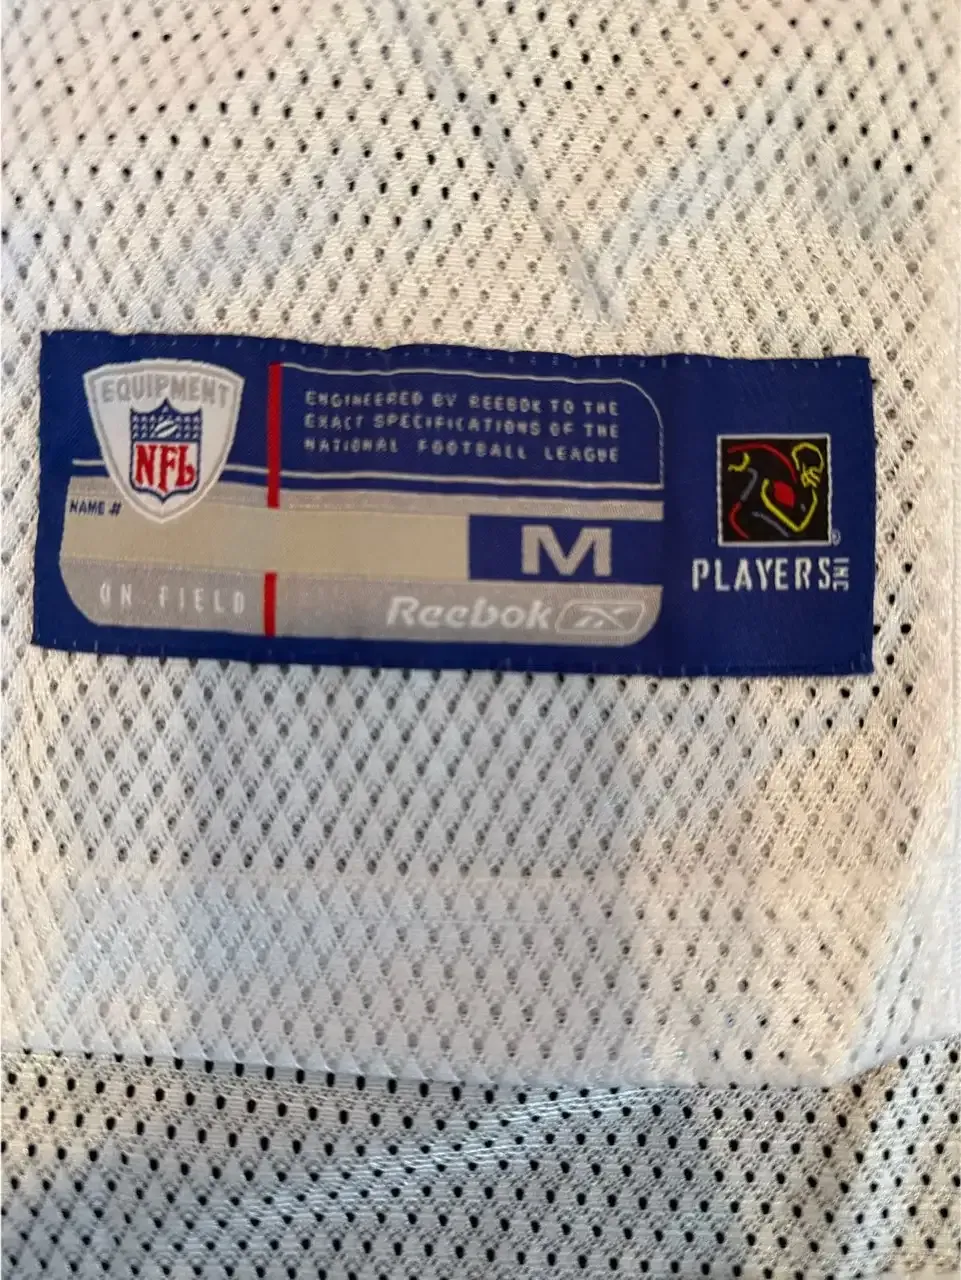 EQUIPMENT
NFL
ENGINEERED BY REEBOK TO THE
EXACT SPECIFICATIONS OF THE
NATIONAL FOOTBALL LEAGUE
NAME #
M
ON FIELD
Reebok
PLAYERS INC
®